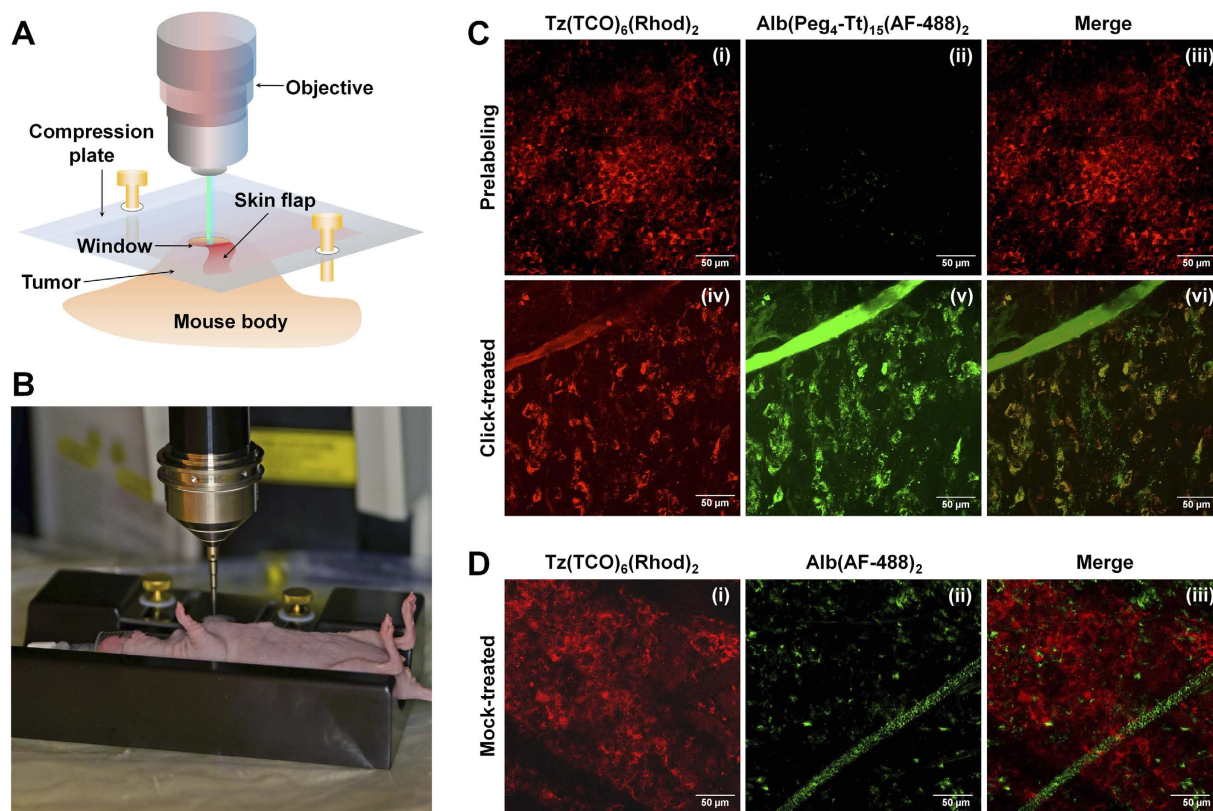 A
Objective
Compression
plate
Skin flap
Window
Tumor
Mouse body
B
C
Tz(TCO)₆(Rhod)₂
Alb(Peg₄-Tt)₁₅(AF-488)₂
Merge
Prelabeling
(i)
(ii)
(iii)
50 µm
50 µm
50 µm
Click-treated
(iv)
(v)
(vi)
50 µm
50 µm
50 µm
D
Tz(TCO)₆(Rhod)₂
Alb(AF-488)₂
Merge
Mock-treated
(i)
(ii)
(iii)
50 µm
50 µm
50 µm